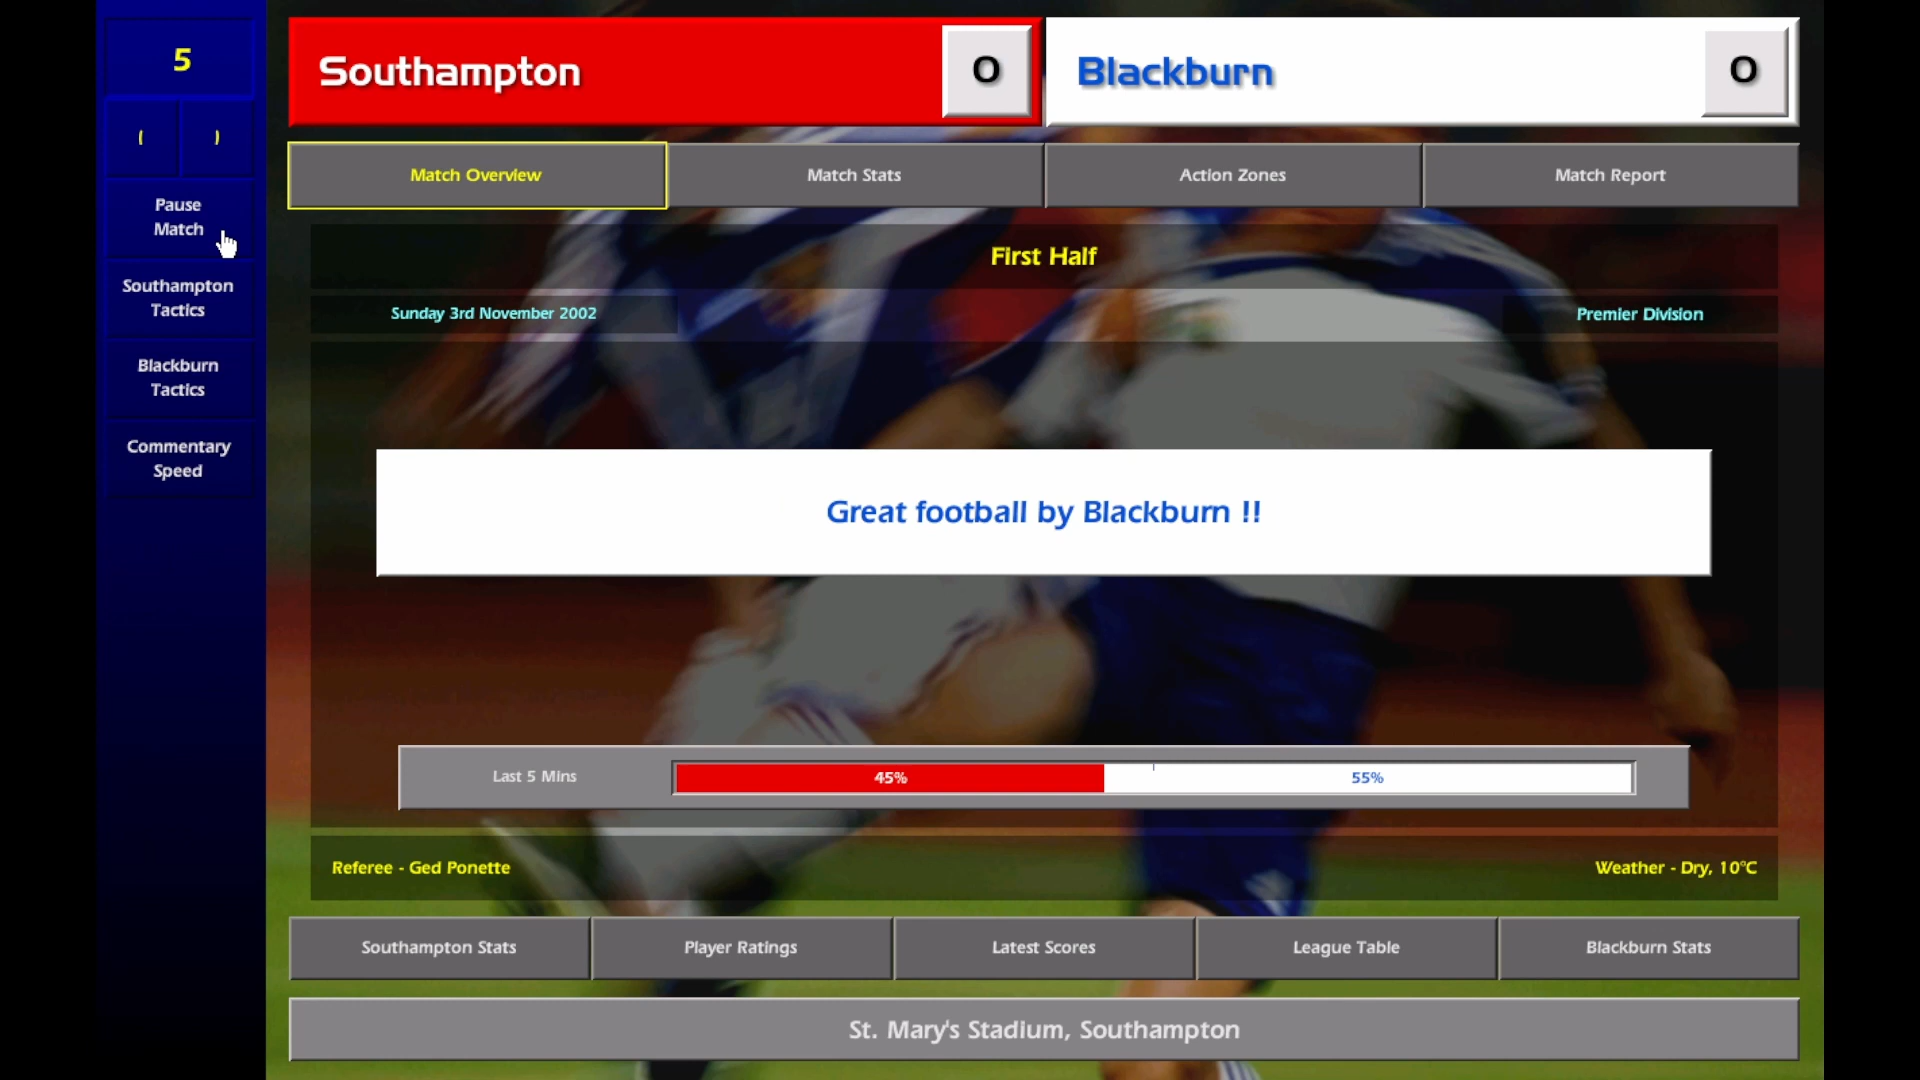 5
Southampton 0
Blackburn 0
( )
Match Overview
Match Stats
Action Zones
Match Report
Pause
Match
Southampton
Tactics
Blackburn
Tactics
Commentary
Speed
First Half
Sunday 3rd November 2002
Premier Division
Great football by Blackburn !!
Last 5 Mins
45%
55%
Referee - Ged Ponette
Weather - Dry, 10°C
Southampton Stats
Player Ratings
Latest Scores
League Table
Blackburn Stats
St. Mary's Stadium, Southampton